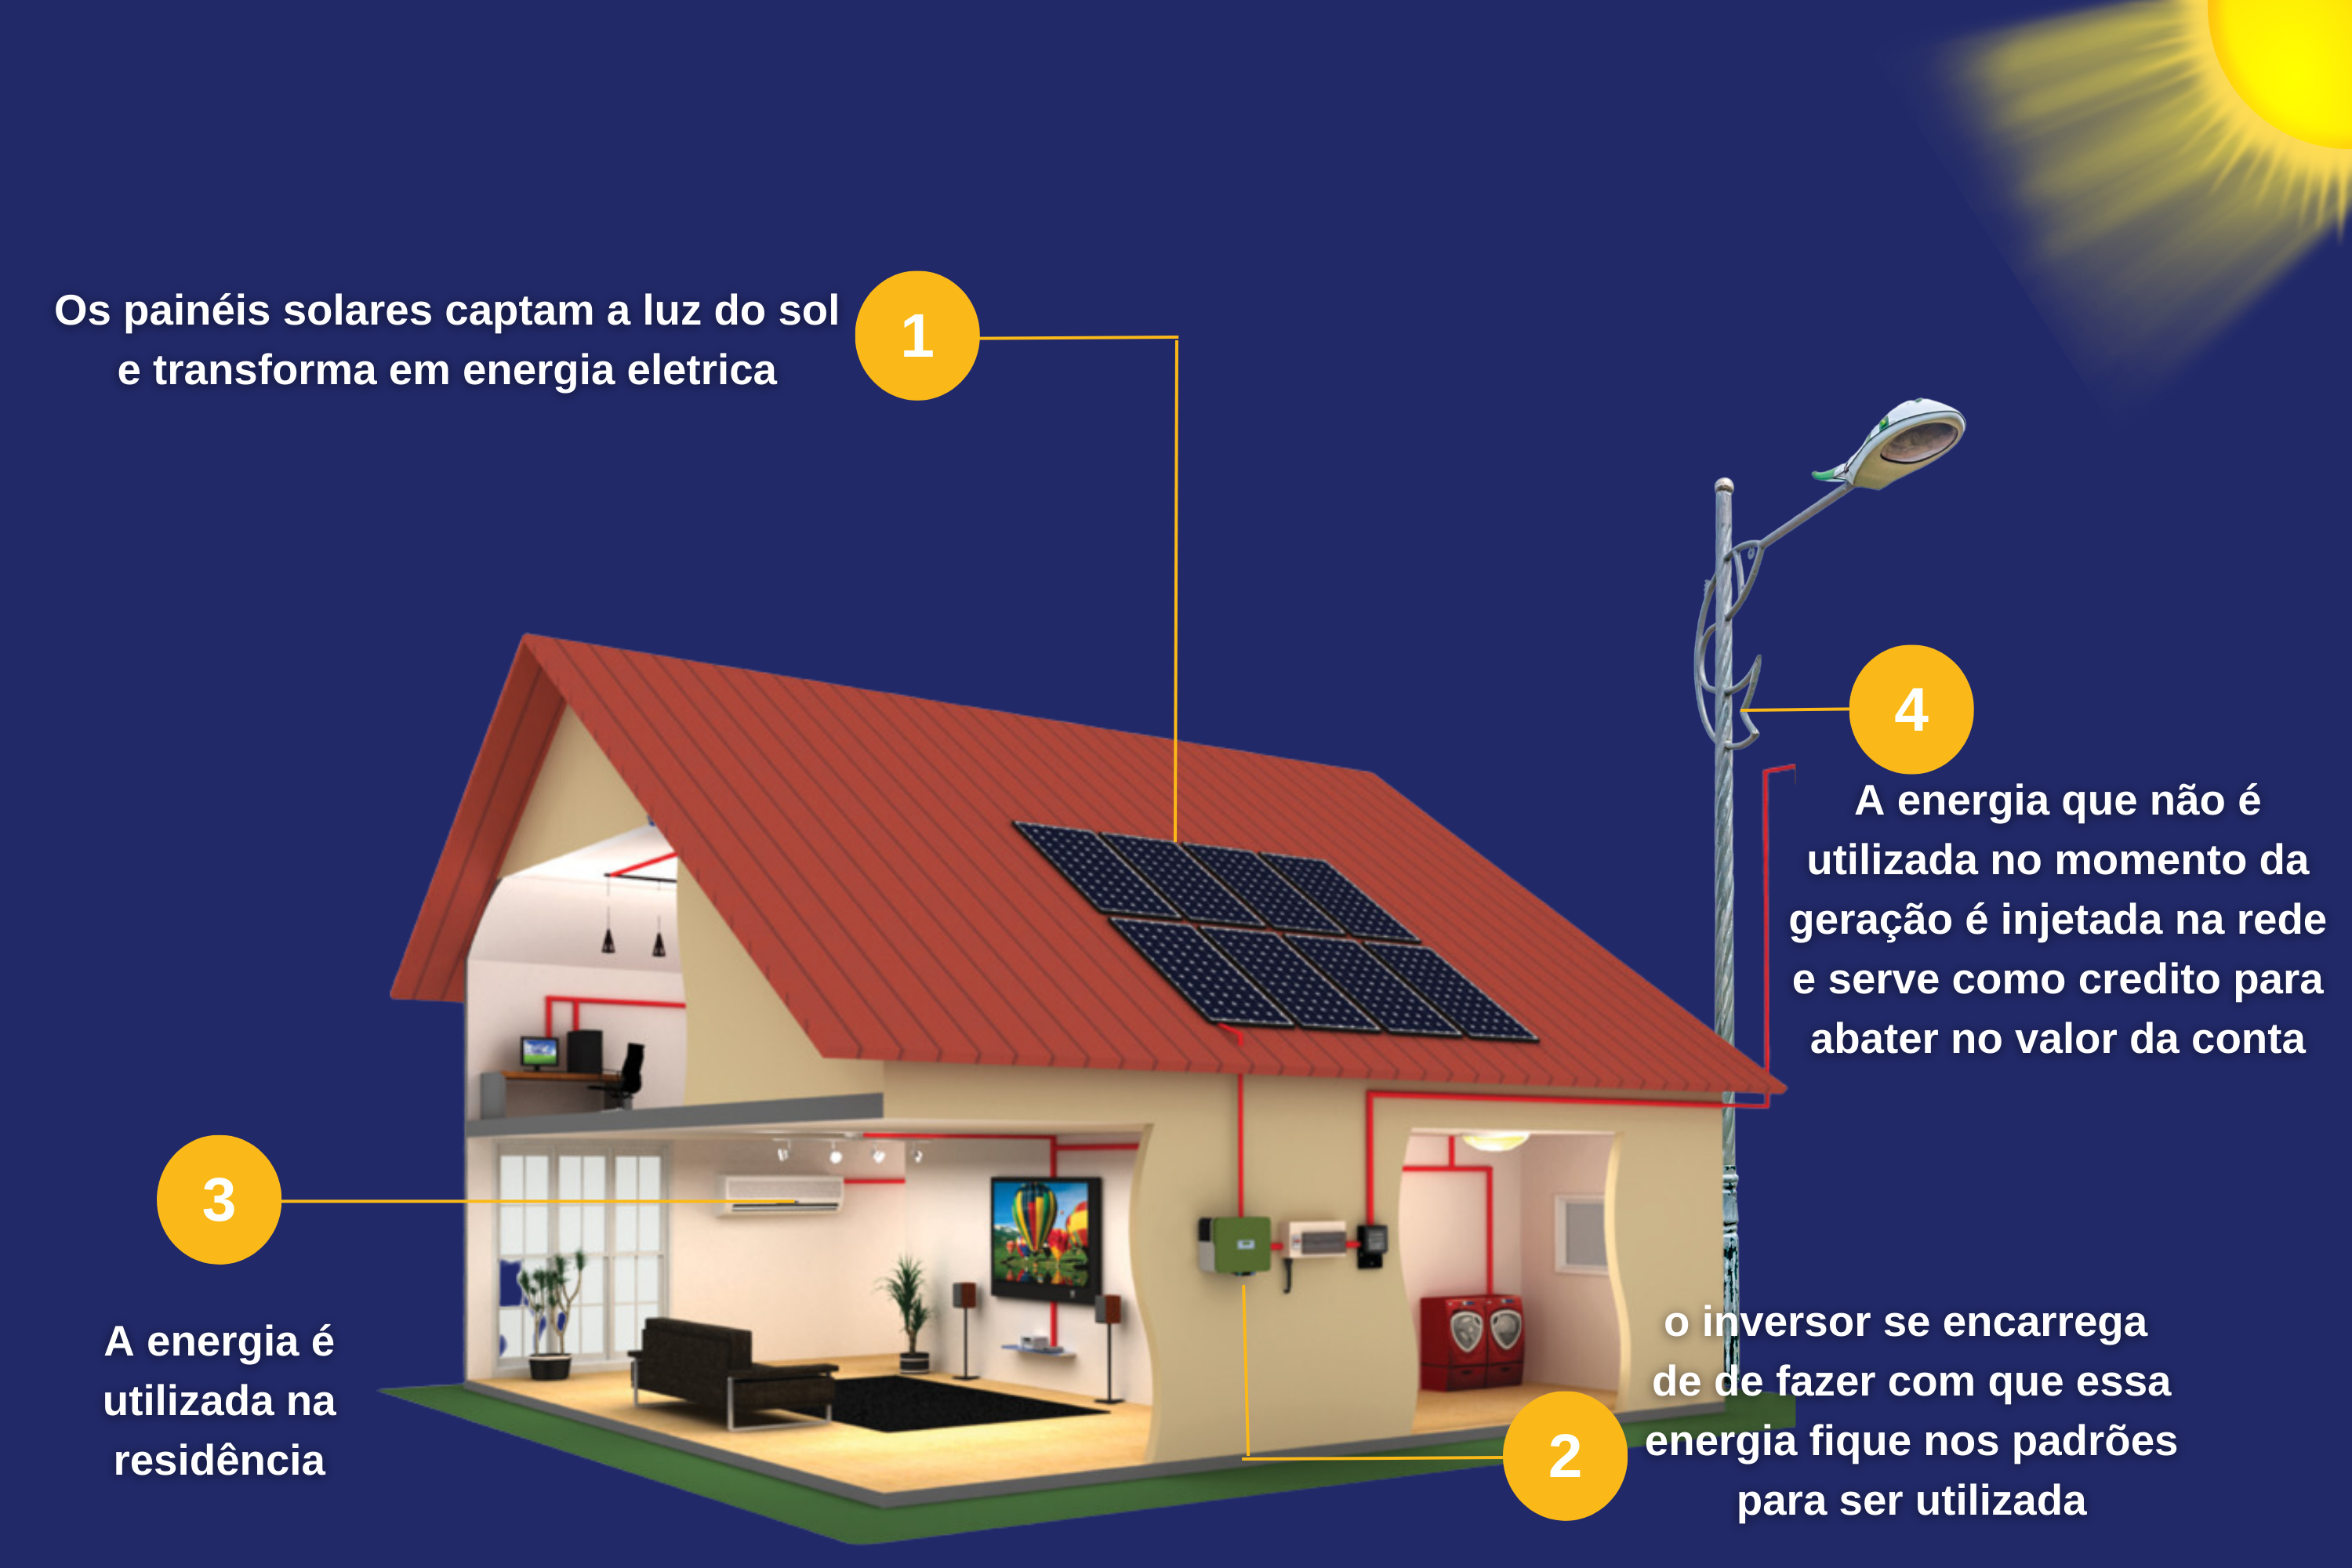 Os painéis solares captam a luz do sol
e transforma em energia eletrica
1
4
A energia que não é
utilizada no momento da
geração é injetada na rede
e serve como credito para
abater no valor da conta
3
A energia é
utilizada na
residência
2
o inversor se encarrega
de de fazer com que essa
energia fique nos padrões
para ser utilizada